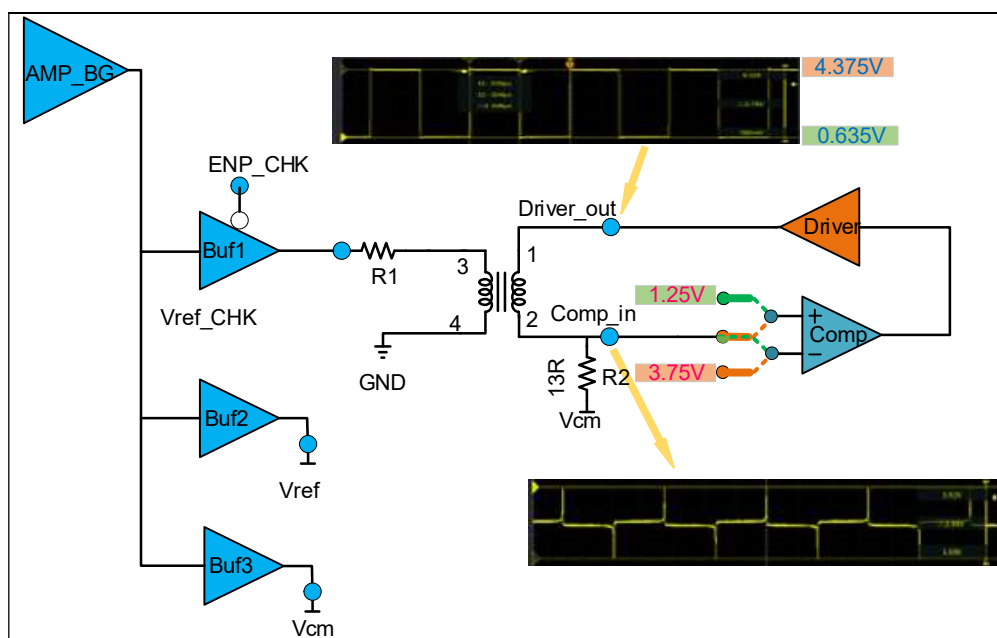 AMP_BG
4.375V
0.635V
ENP_CHK
Driver_out
Driver
Buf1
R1
3
1
4
2
Vref_CHK
GND
Comp_in
1.25V
+
Comp
−
3.75V
13R
R2
Vcm
Buf2
Vref
Buf3
Vcm